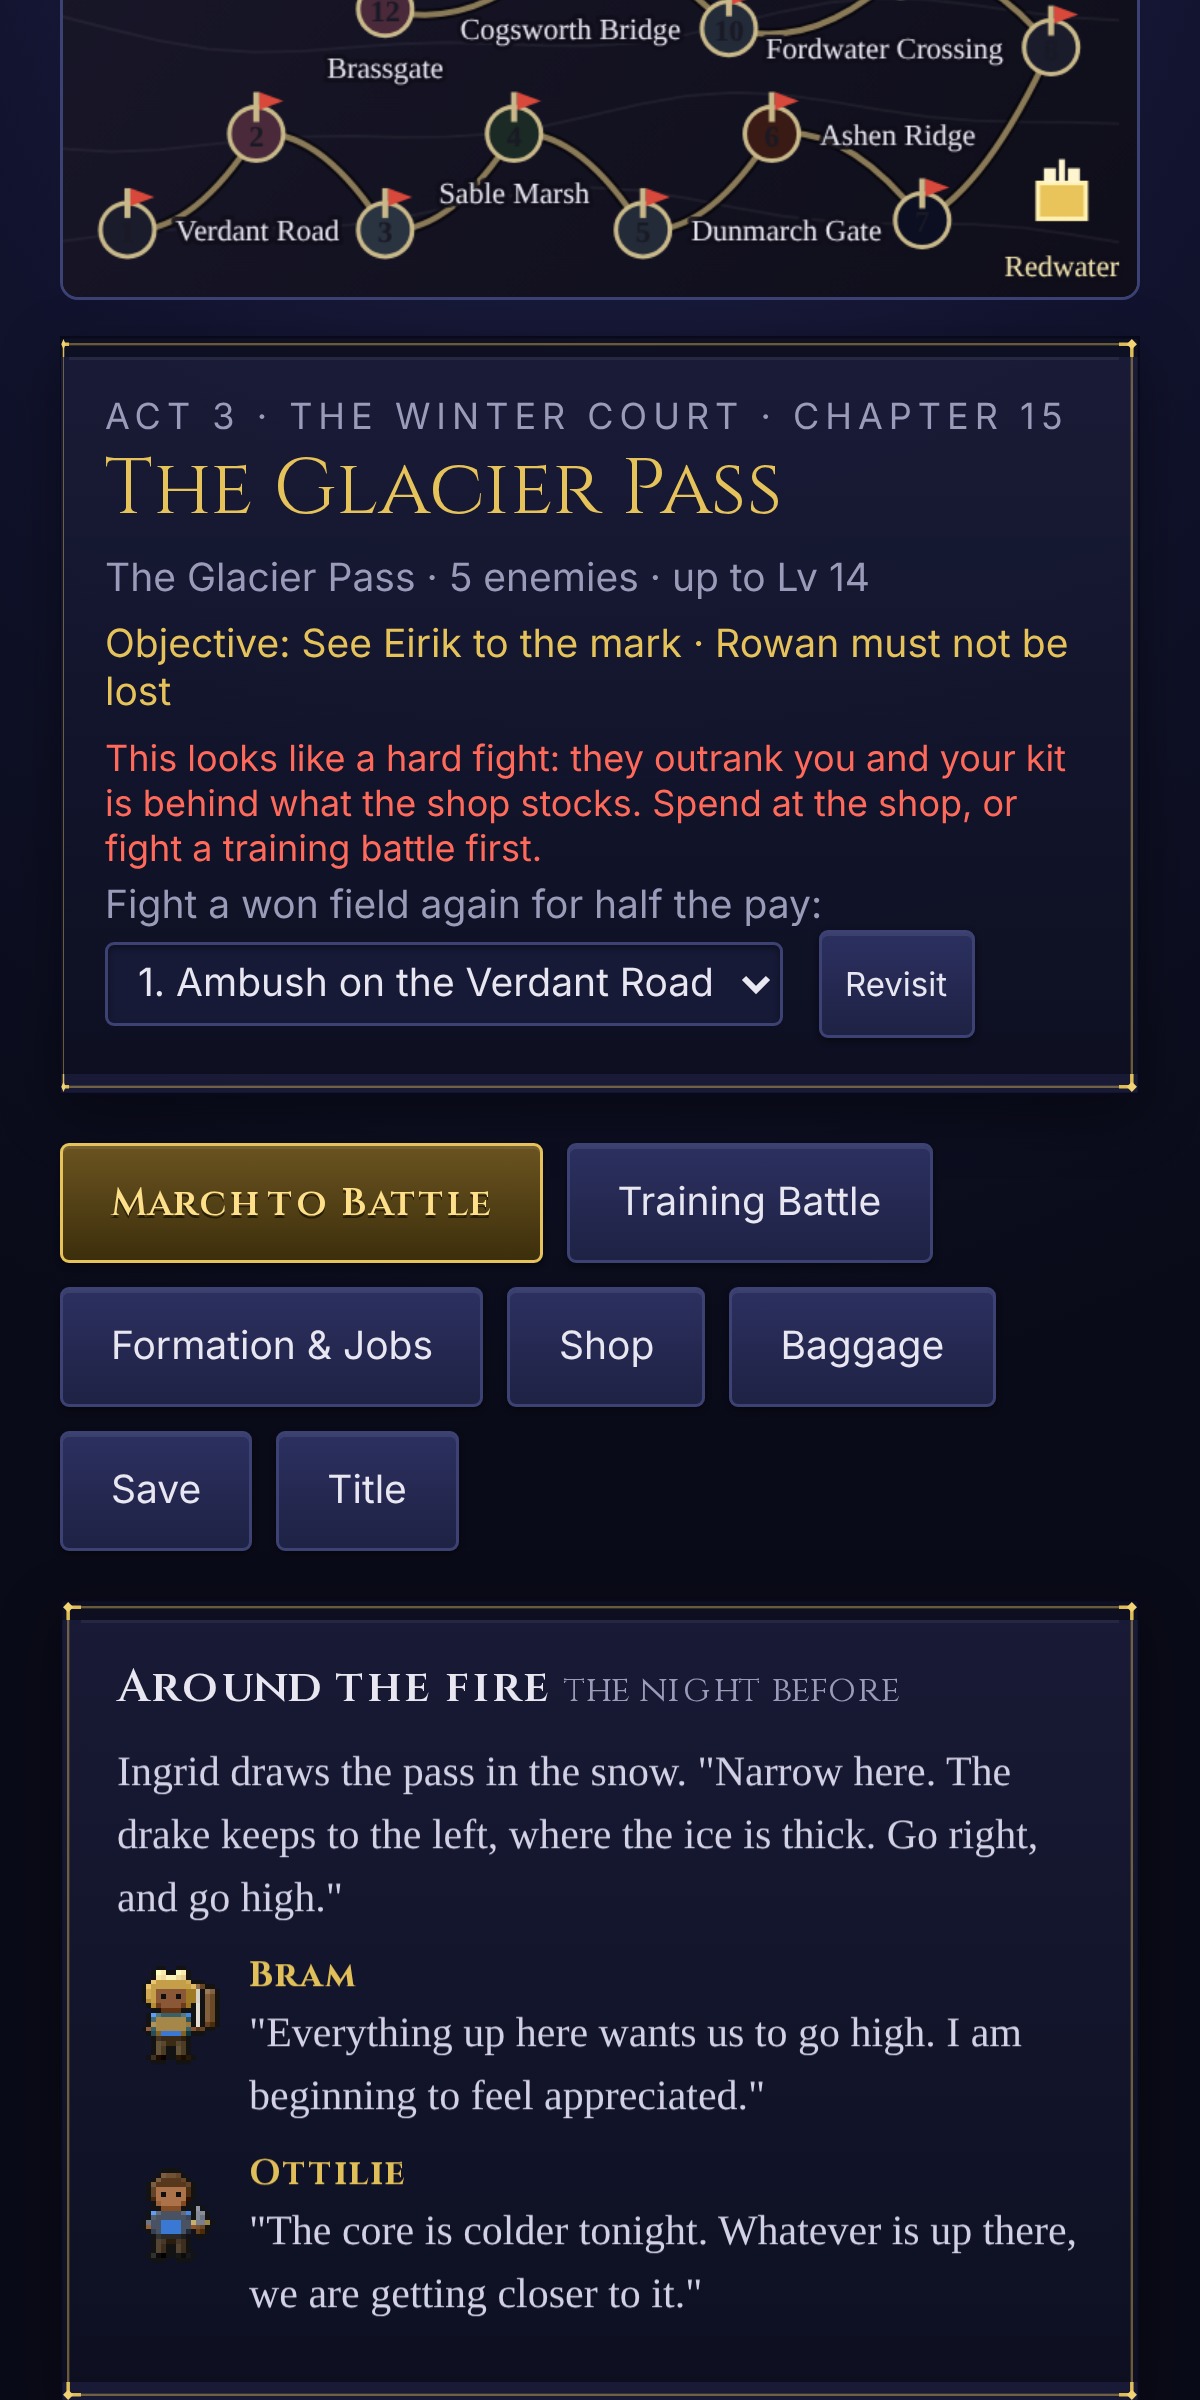 12
Cogsworth Bridge
10
Fordwater Crossing
Brassgate
2
4
6
Ashen Ridge
Sable Marsh
Verdant Road
3
5
Dunmarch Gate
7
Redwater
ACT 3 · THE WINTER COURT · CHAPTER 15
The Glacier Pass
The Glacier Pass · 5 enemies · up to Lv 14
Objective: See Eirik to the mark · Rowan must not be
lost
This looks like a hard fight: they outrank you and your kit
is behind what the shop stocks. Spend at the shop, or
fight a training battle first.
Fight a won field again for half the pay:
1. Ambush on the Verdant Road
Revisit
March to Battle
Training Battle
Formation & Jobs
Shop
Baggage
Save
Title
Around the fire the night before
Ingrid draws the pass in the snow. "Narrow here. The
drake keeps to the left, where the ice is thick. Go right,
and go high."
Bram
"Everything up here wants us to go high. I am
beginning to feel appreciated."
Ottilie
"The core is colder tonight. Whatever is up there,
we are getting closer to it."